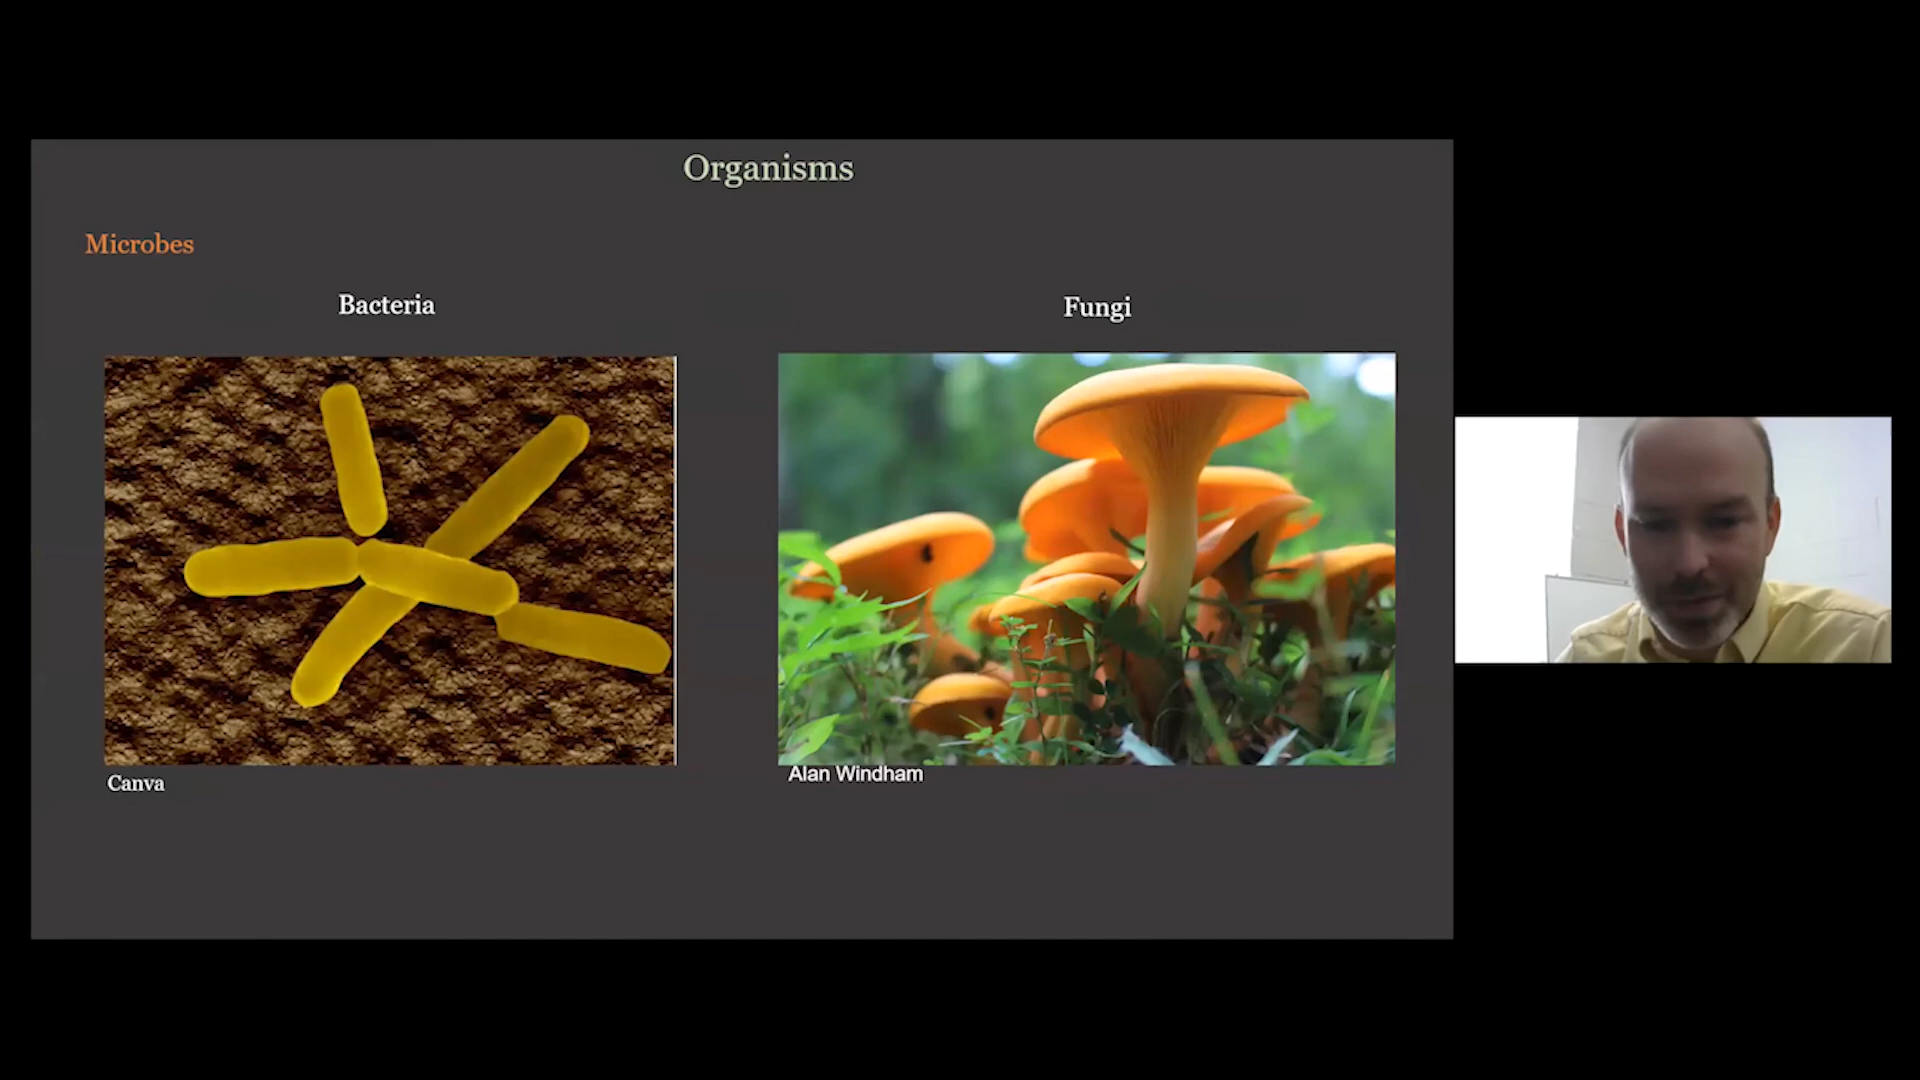 Organisms
Microbes
Bacteria
Fungi
Canva
Alan Windham